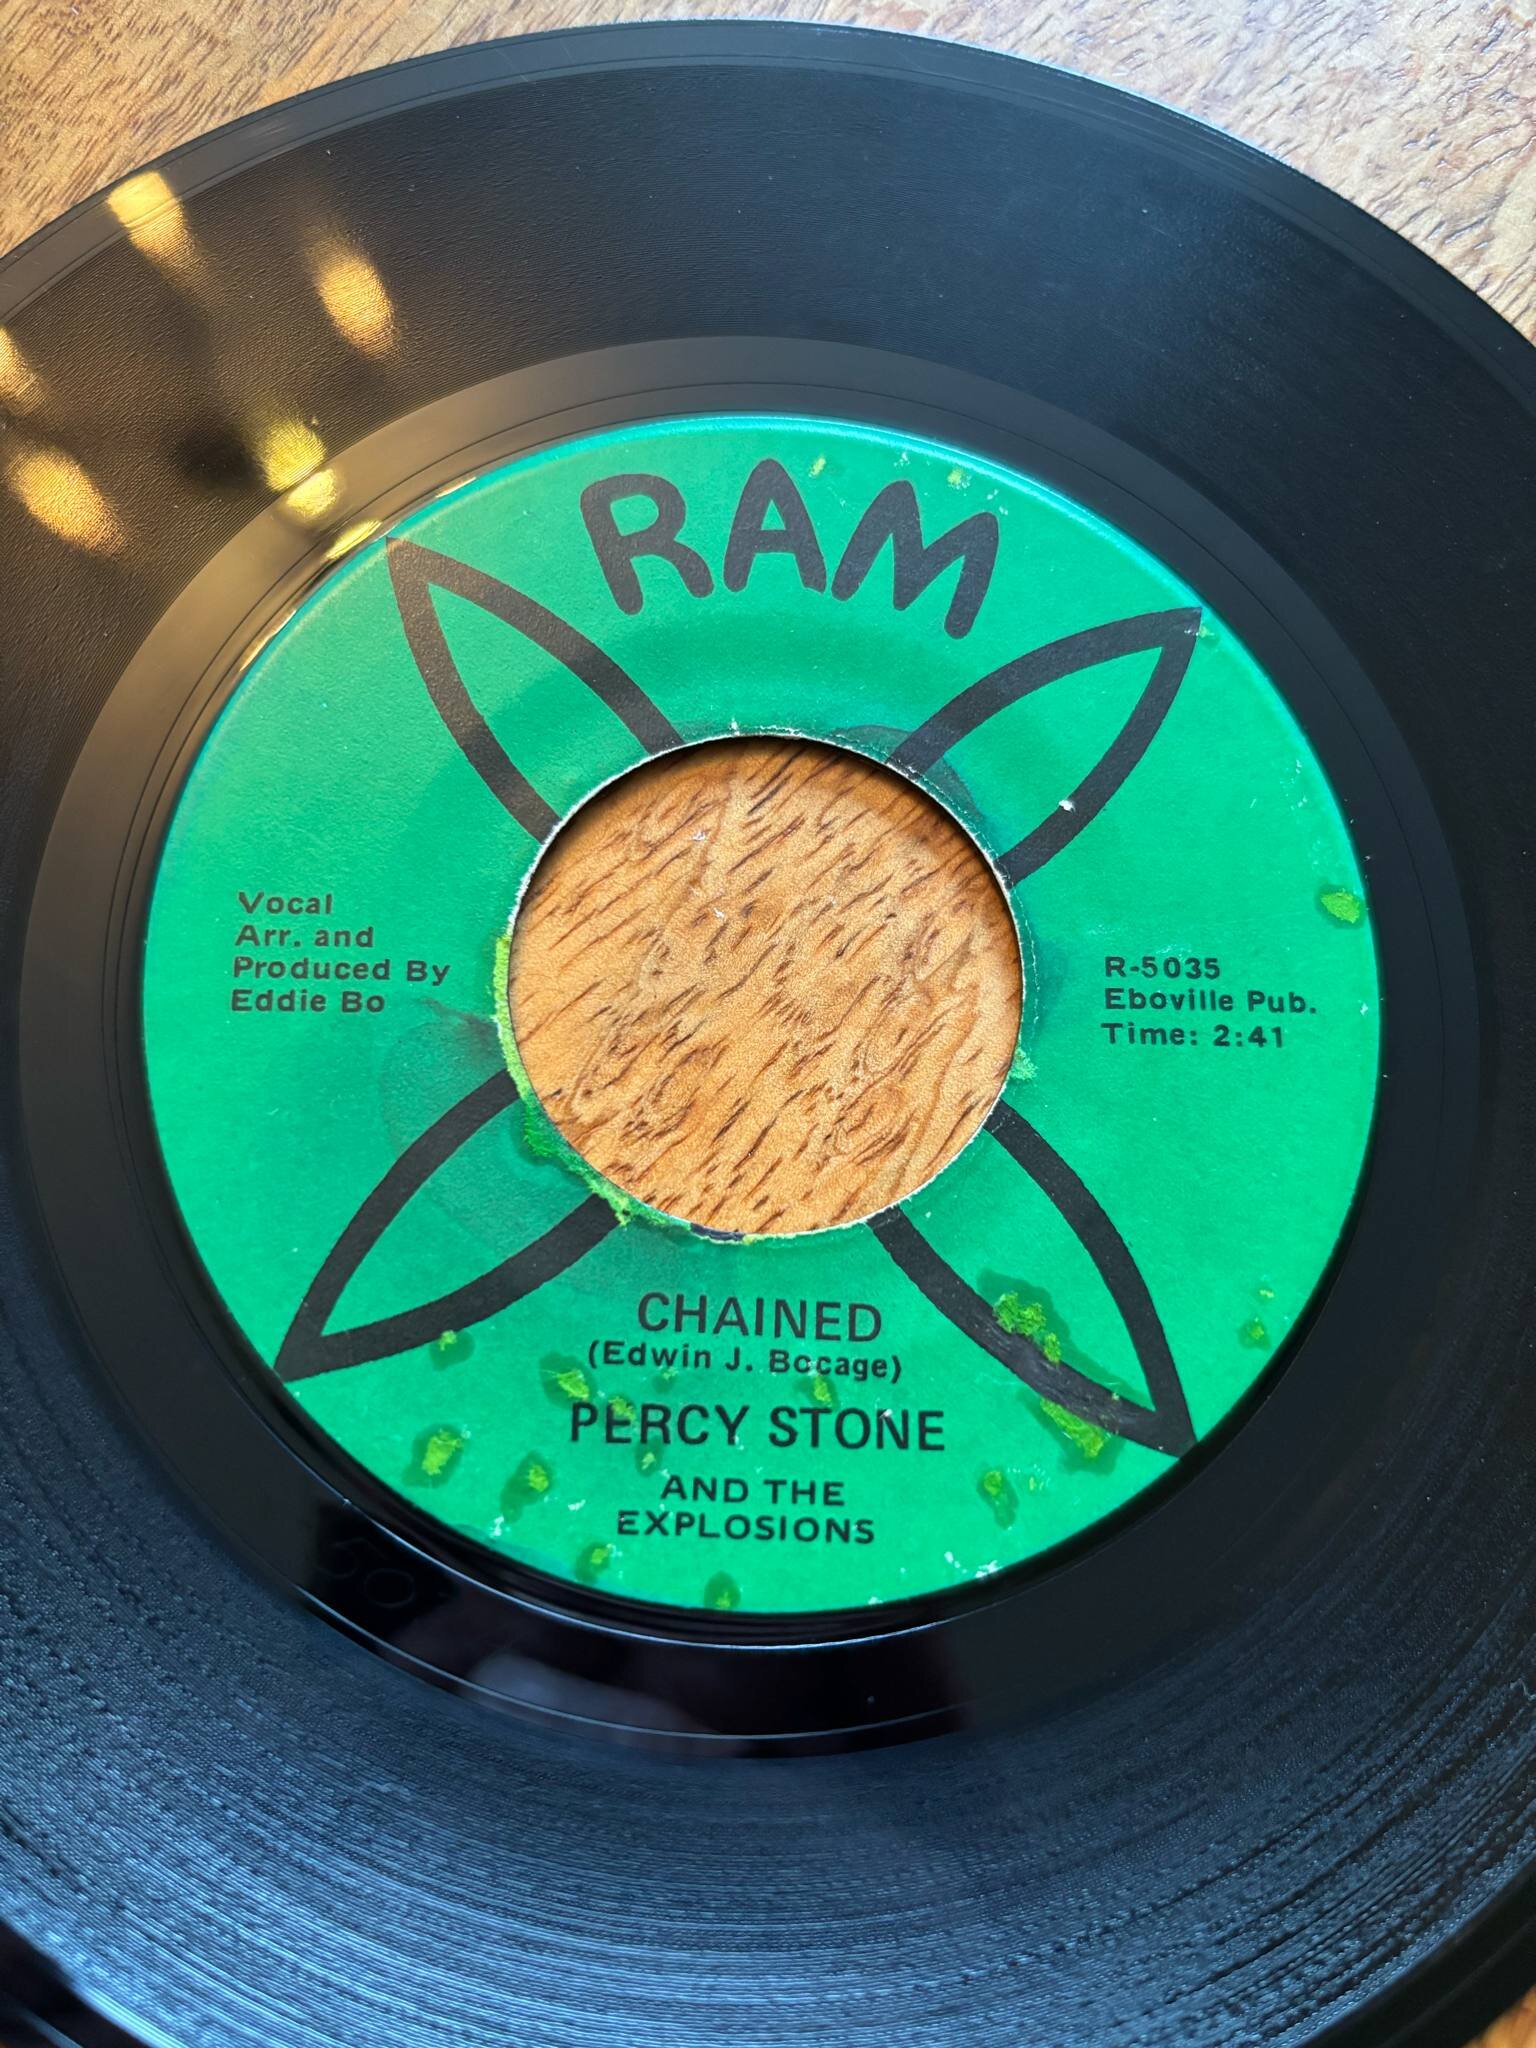 RAM
Vocal
Arr. and
Produced By
Eddie Bo
R-5035
Eboville Pub.
Time: 2:41
CHAINED
(Edwin J. Bocage)
PERCY STONE
AND THE
EXPLOSIONS